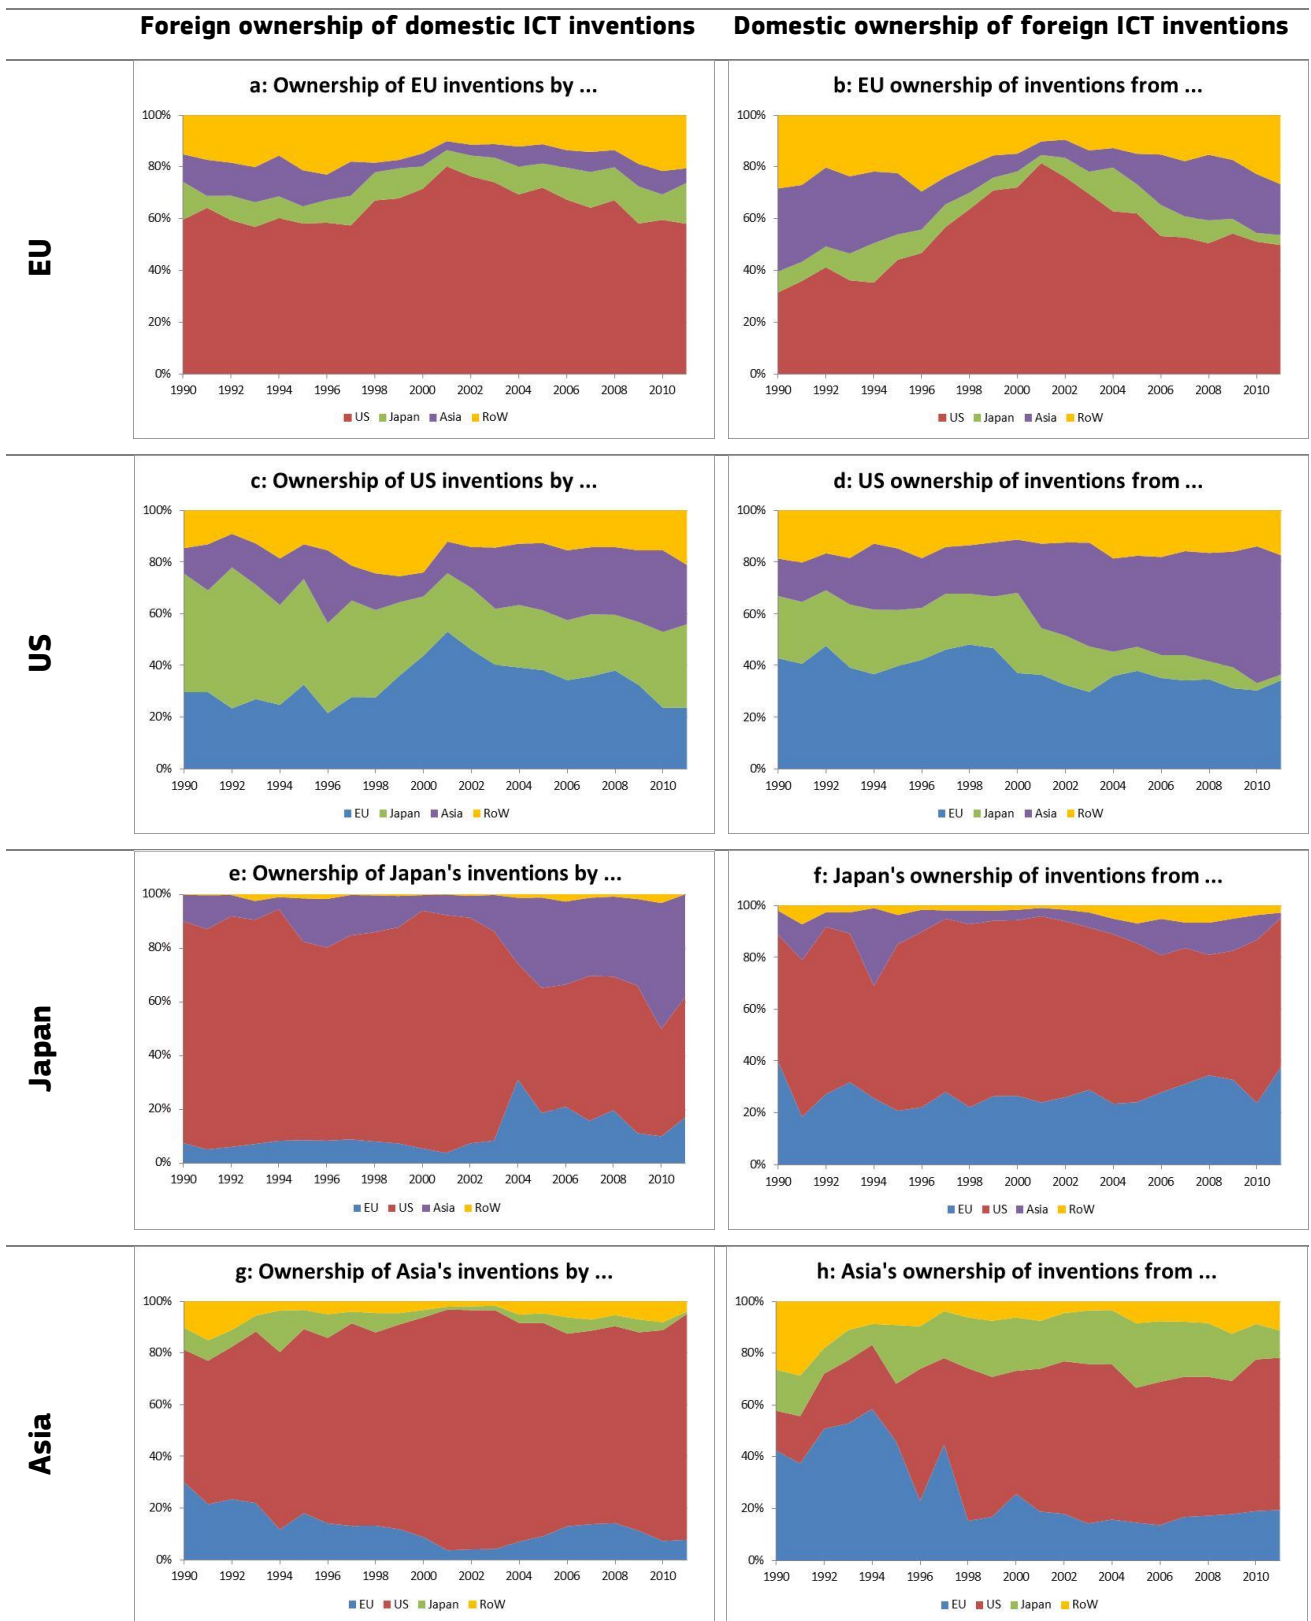 Foreign ownership of domestic ICT inventions
Domestic ownership of foreign ICT inventions
EU
a: Ownership of EU inventions by ...
100%
80%
60%
40%
20%
0%
1990 1992 1994 1996 1998 2000 2002 2004 2006 2008 2010
US Japan Asia RoW
b: EU ownership of inventions from ...
100%
80%
60%
40%
20%
0%
1990 1992 1994 1996 1998 2000 2002 2004 2006 2008 2010
US Japan Asia RoW
US
c: Ownership of US inventions by ...
100%
80%
60%
40%
20%
0%
1990 1992 1994 1996 1998 2000 2002 2004 2006 2008 2010
EU Japan Asia RoW
d: US ownership of inventions from ...
100%
80%
60%
40%
20%
0%
1990 1992 1994 1996 1998 2000 2002 2004 2006 2008 2010
EU Japan Asia RoW
Japan
e: Ownership of Japan's inventions by ...
100%
80%
60%
40%
20%
0%
1990 1992 1994 1996 1998 2000 2002 2004 2006 2008 2010
EU US Asia RoW
f: Japan's ownership of inventions from ...
100%
80%
60%
40%
20%
0%
1990 1992 1994 1996 1998 2000 2002 2004 2006 2008 2010
EU US Asia RoW
Asia
g: Ownership of Asia's inventions by ...
100%
80%
60%
40%
20%
0%
1990 1992 1994 1996 1998 2000 2002 2004 2006 2008 2010
EU US Japan RoW
h: Asia's ownership of inventions from ...
100%
80%
60%
40%
20%
0%
1990 1992 1994 1996 1998 2000 2002 2004 2006 2008 2010
EU US Japan RoW